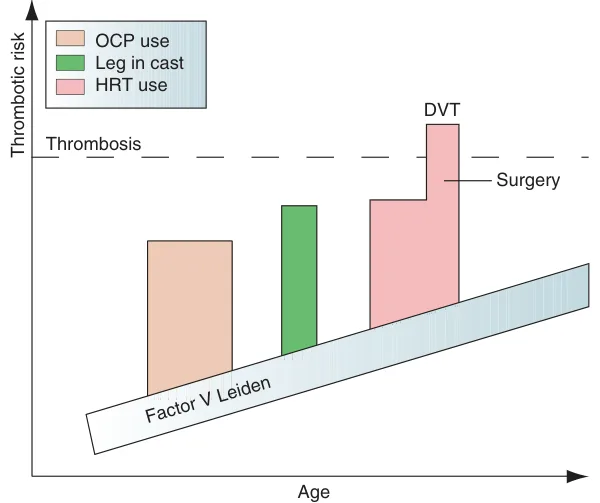 Thrombotic risk
OCP use
Leg in cast
HRT use
Thrombosis
DVT
Surgery
Factor V Leiden
Age